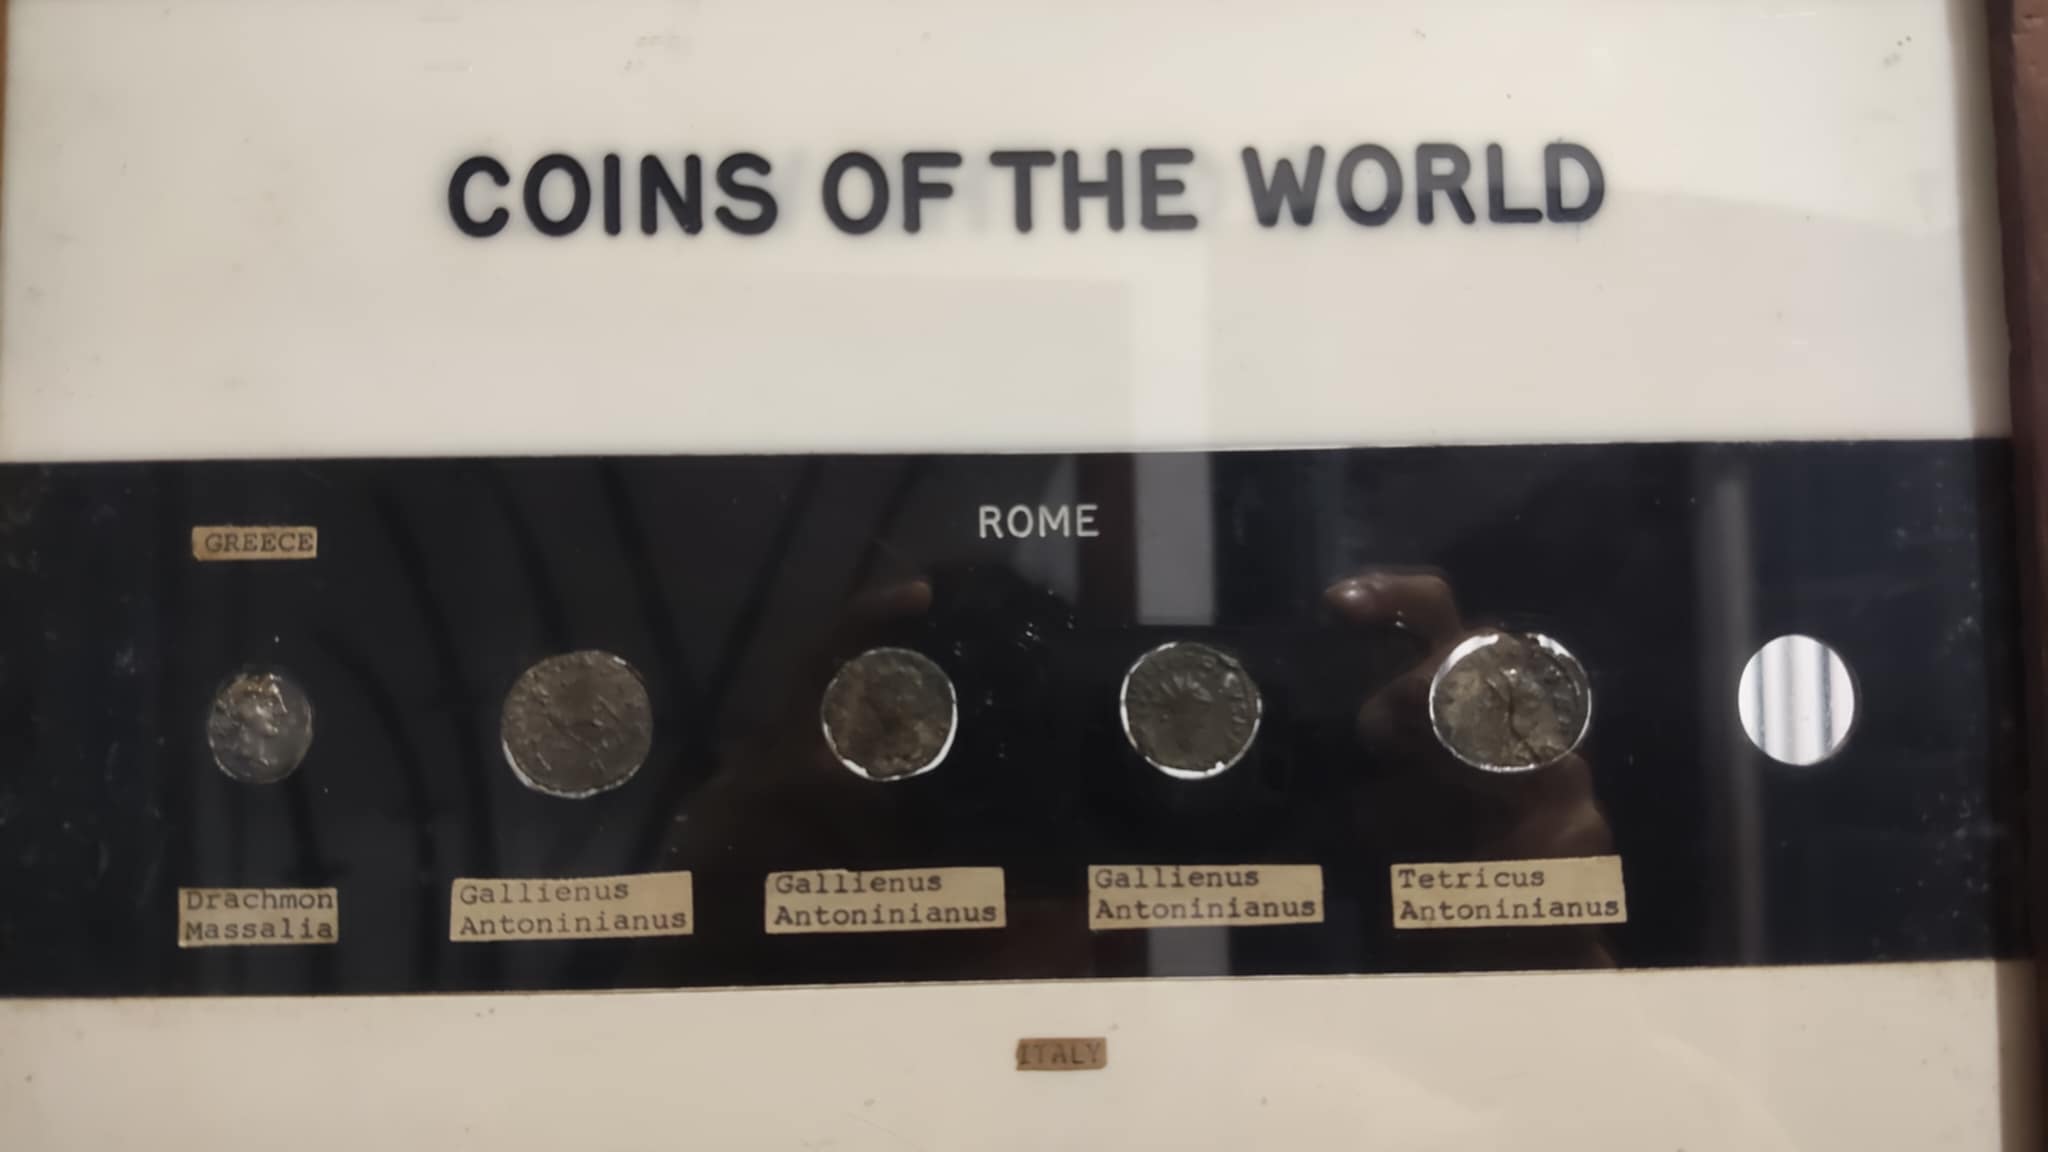 COINS OF THE WORLD
GREECE
ROME
Drachmon
Massalia
Gallienus
Antoninianus
Gallienus
Antoninianus
Gallienus
Antoninianus
Tetricus
Antoninianus
ITALY